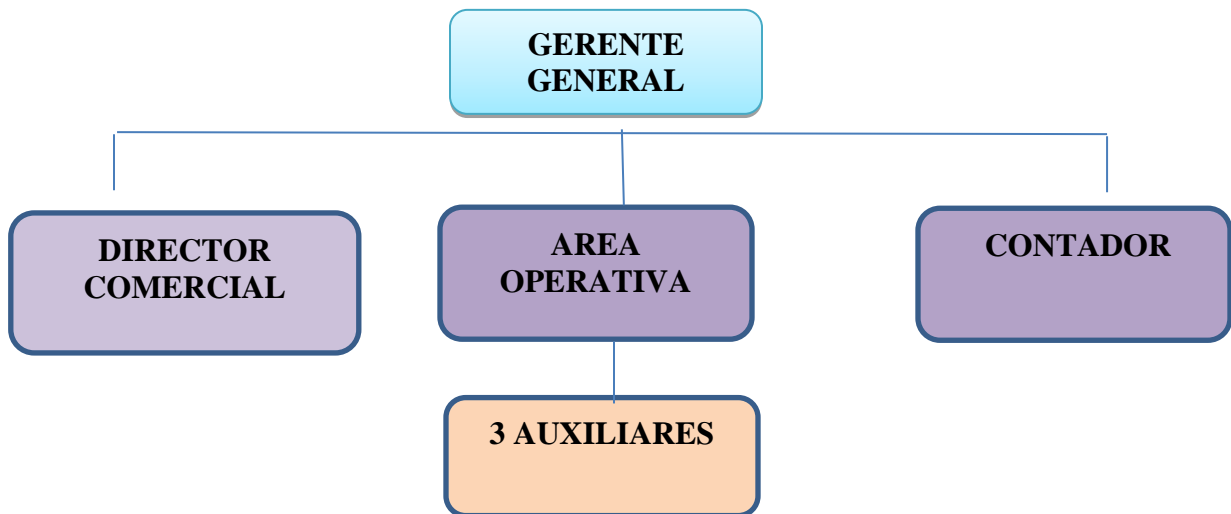 GERENTE
GENERAL
DIRECTOR
COMERCIAL
AREA
OPERATIVA
CONTADOR
3 AUXILIARES